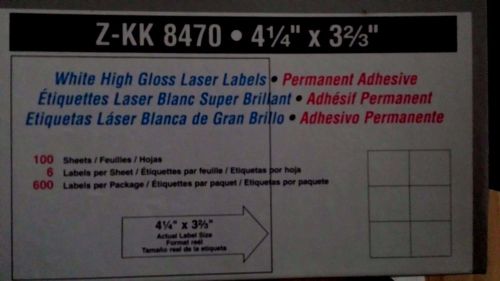 Z-KK 8470 • 4¼" x 3⅔"
White High Gloss Laser Labels • Permanent Adhesive
Étiquettes Laser Blanc Super Brillant • Adhésif Permanent
Etiquetas Láser Blanca de Gran Brillo • Adhesivo Permanente
100 Sheets / Feuilles / Hojas
6 Labels per Sheet / Étiquettes par feuille / Etiquetas por hoja
600 Labels per Package / Étiquettes par paquet / Etiquetas por paquete
4¼" x 3⅔"
Actual Label Size
Format réel
Tamaño real de la etiqueta